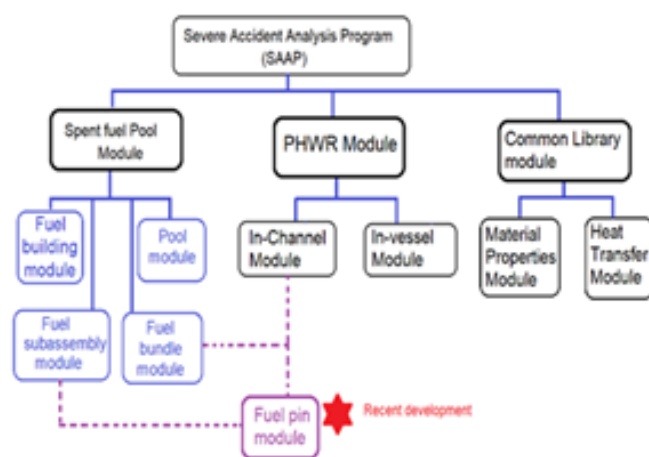 Severe Accident Analysis Program
(SAAP)
Spent fuel Pool
Module
PHWR Module
Common Library
module
Fuel
building
module
Pool
module
In-Channel
Module
In-vessel
Module
Material
Properties
Module
Heat
Transfer
Module
Fuel
subassembly
module
Fuel
bundle
module
Fuel pin
module
Recent development